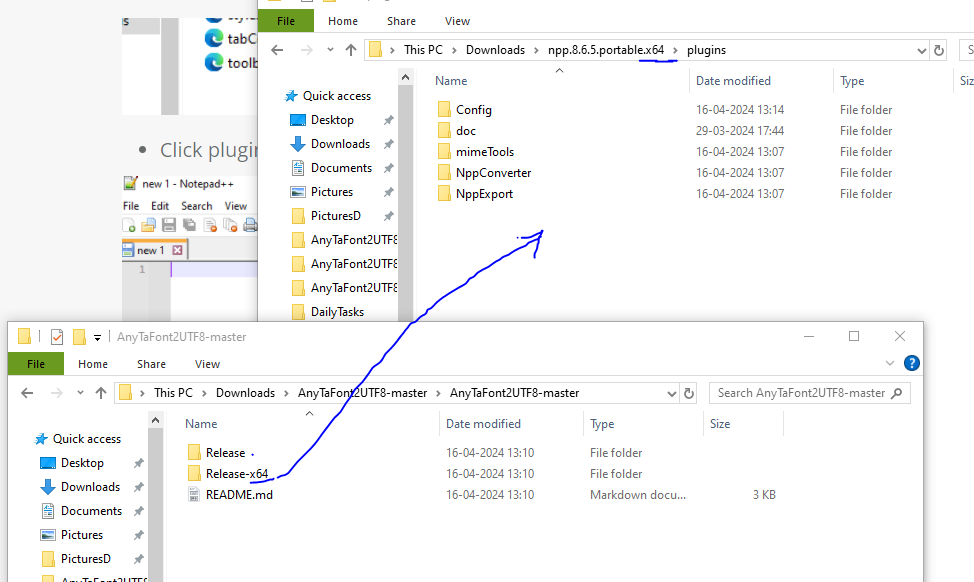 File Home Share View
This PC > Downloads > npp.8.6.5.portable.x64 > plugins
Name Date modified Type
Quick access
Desktop
Downloads
Documents
Pictures
PicturesD
AnyTaFont2UTF8
AnyTaFont2UTF8
AnyTaFont2UTF8
DailyTasks
Config 16-04-2024 13:14 File folder
doc 29-03-2024 17:44 File folder
mimeTools 16-04-2024 13:07 File folder
NppConverter 16-04-2024 13:07 File folder
NppExport 16-04-2024 13:07 File folder
tabC
toolb
Click plugin
new 1 - Notepad++
File Edit Search View
new 1
1
AnyTaFont2UTF8-master
File Home Share View
This PC > Downloads > AnyTaFont2UTF8-master > AnyTaFont2UTF8-master
Search AnyTaFont2UTF8-master
Name Date modified Type Size
Quick access
Desktop
Downloads
Documents
Pictures
PicturesD
AnyTaFont2UTF8
Release 16-04-2024 13:10 File folder
Release-x64 16-04-2024 13:10 File folder
README.md 16-04-2024 13:10 Markdown docu... 3 KB